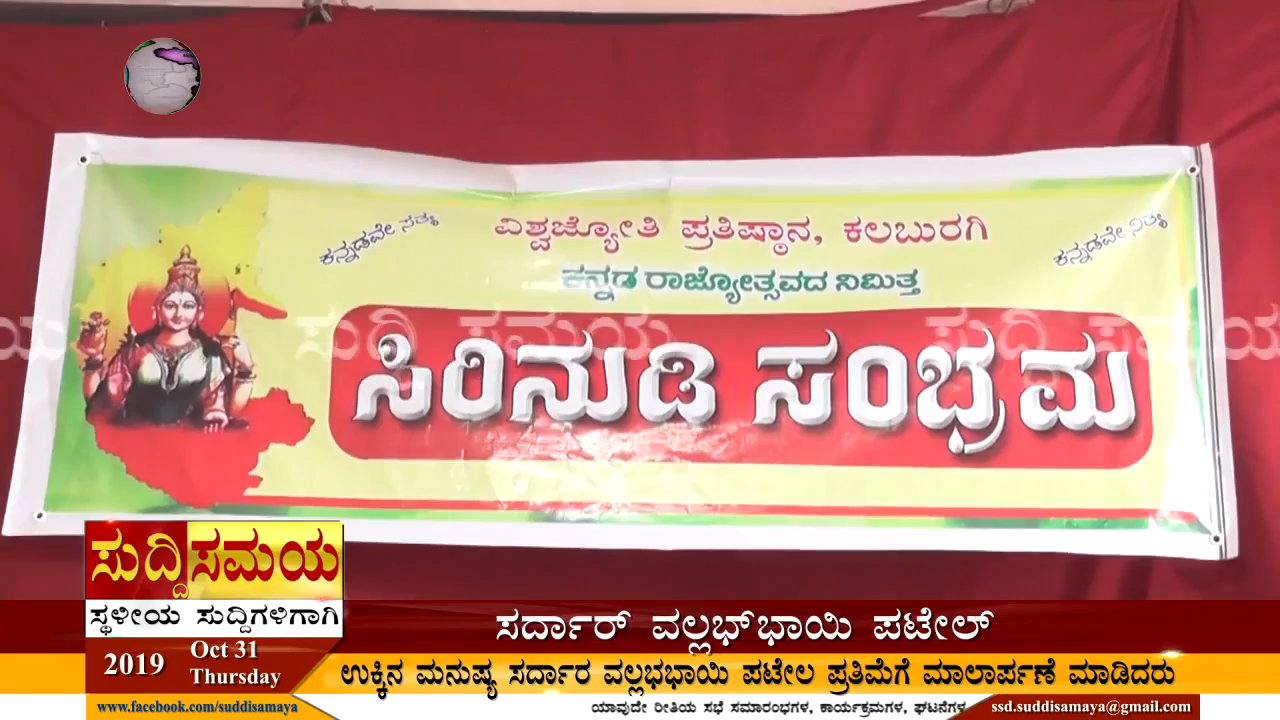 ಕನ್ನಡವೇ ಸತ್ಯ
ಕನ್ನಡವೇ ನಿತ್ಯ
ವಿಶ್ವಜ್ಯೋತಿ ಪ್ರತಿಷ್ಠಾನ, ಕಲಬುರಗಿ
ಕನ್ನಡ ರಾಜ್ಯೋತ್ಸವದ ನಿಮಿತ್ತ
ಸಿರಿನುಡಿ ಸಂಭ್ರಮ
ಸುದ್ದಿ ಸಮಯ ಸುದ್ದಿ ಸಮಯ
ಸುದ್ದಿಸಮಯ
ಸ್ಥಳೀಯ ಸುದ್ದಿಗಳಿಗಾಗಿ
2019 Oct 31 Thursday
ಸರ್ದಾರ್ ವಲ್ಲಭ್‌ಭಾಯಿ ಪಟೇಲ್
ಉಕ್ಕಿನ ಮನುಷ್ಯ ಸರ್ದಾರ ವಲ್ಲಭಭಾಯಿ ಪಟೇಲ ಪ್ರತಿಮೆಗೆ ಮಾಲಾರ್ಪಣೆ ಮಾಡಿದರು
www.facebook.com/suddisamaya
ಯಾವುದೇ ರೀತಿಯ ಸಭೆ ಸಮಾರಂಭಗಳ, ಕಾರ್ಯಕ್ರಮಗಳ, ಘಟನೆಗಳ
ssd.suddisamaya@gmail.com